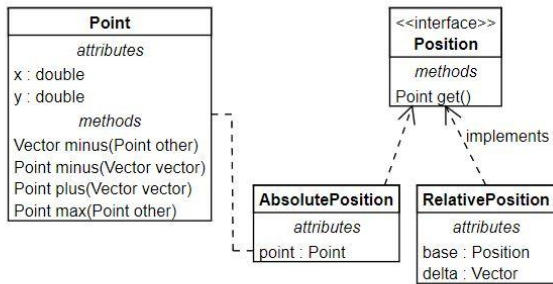 Point
attributes
x : double
y : double
methods
Vector minus(Point other)
Point minus(Vector vector)
Point plus(Vector vector)
Point max(Point other)
<<interface>>
Position
methods
Point get()
implements
AbsolutePosition
attributes
point : Point
RelativePosition
attributes
base : Position
delta : Vector